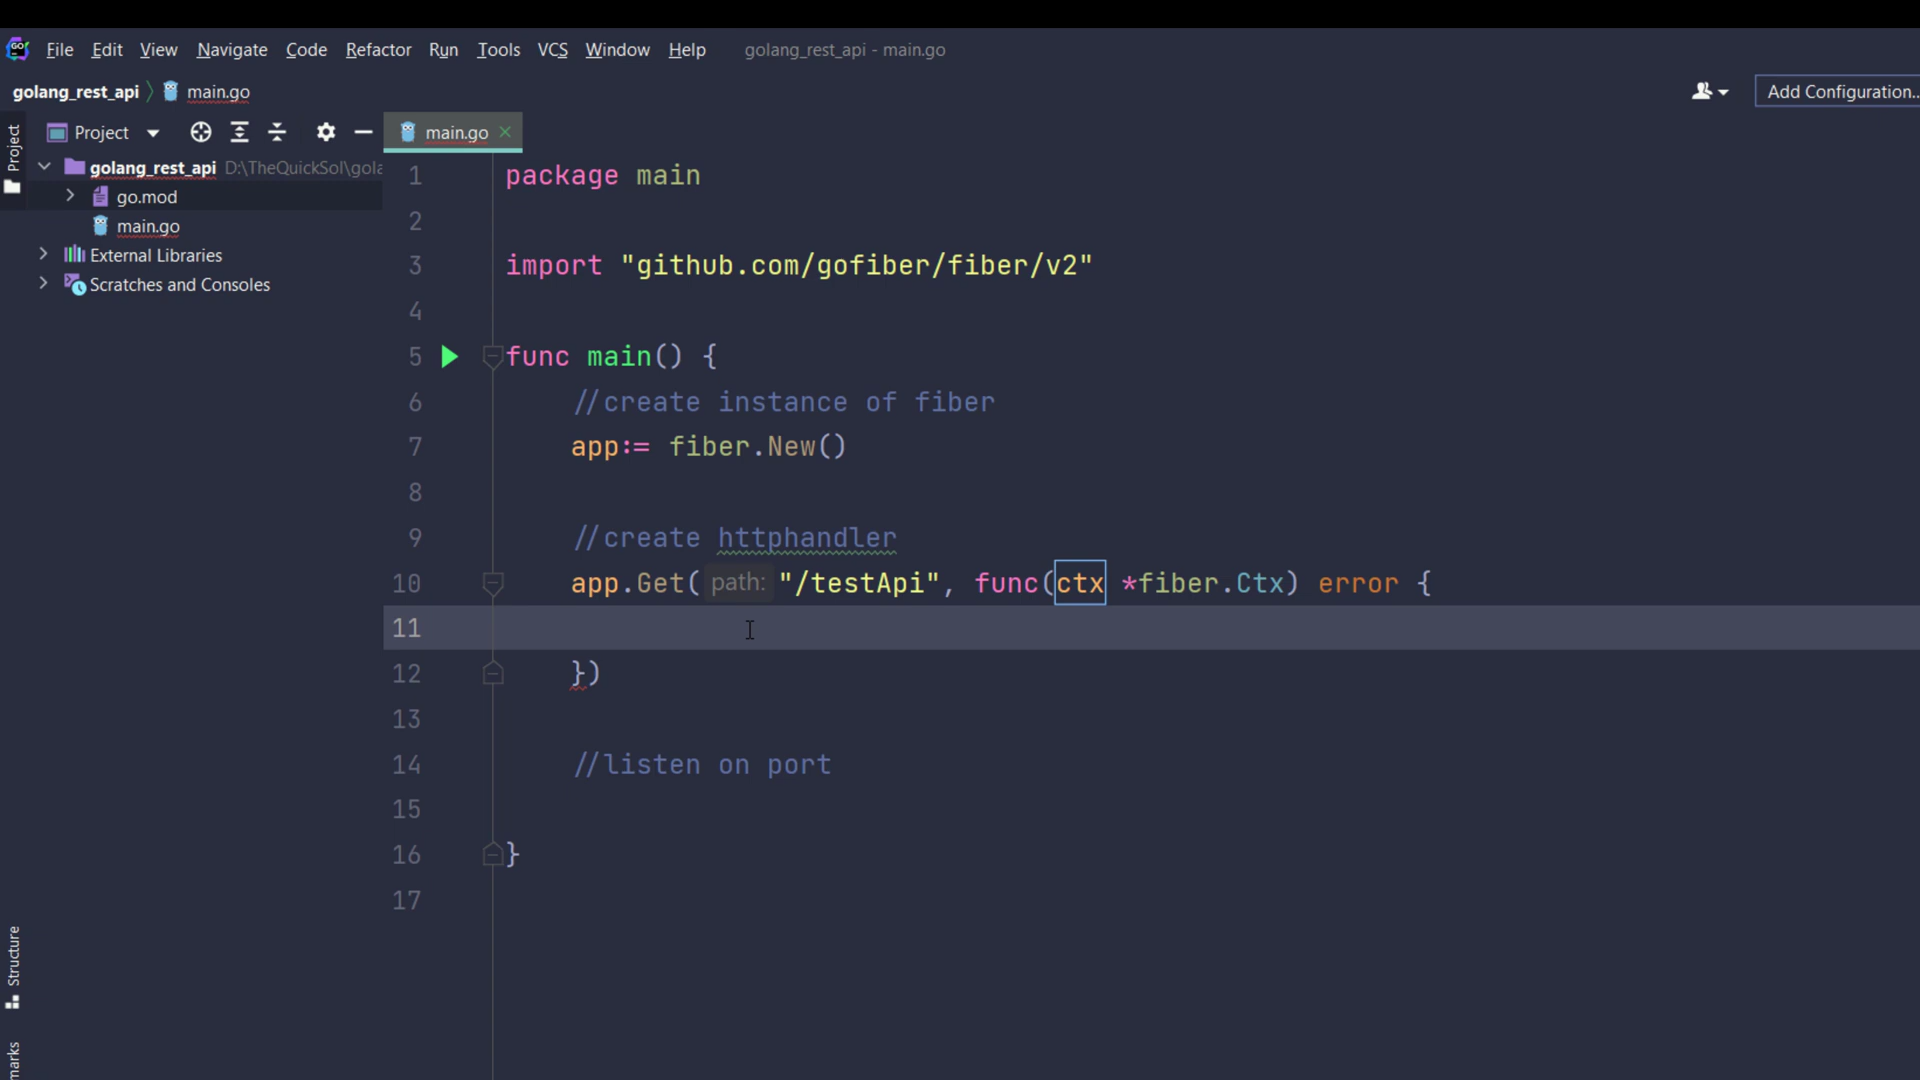 GO File Edit View Navigate Code Refactor Run Tools VCS Window Help golang_rest_api - main.go
golang_rest_api main.go Add Configuration..
Project main.go
Project
golang_rest_api D:\TheQuickSol\gola
go.mod
main.go
External Libraries
Scratches and Consoles
1 package main
2
3 import "github.com/gofiber/fiber/v2"
4
5 func main() {
6 //create instance of fiber
7 app:= fiber.New()
8
9 //create httphandler
10 app.Get( path: "/testApi", func(ctx *fiber.Ctx) error {
11
12 })
13
14 //listen on port
15
16 }
17
Structure
marks